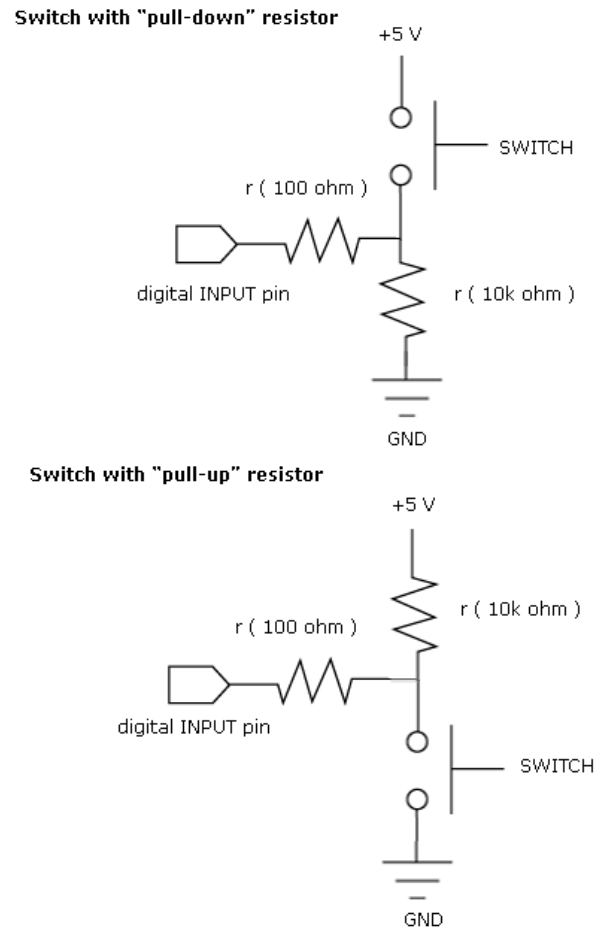 Switch with “pull-down” resistor
+5 V
SWITCH
r ( 100 ohm )
digital INPUT pin
r ( 10k ohm )
GND
Switch with “pull-up” resistor
+5 V
r ( 10k ohm )
r ( 100 ohm )
digital INPUT pin
SWITCH
GND